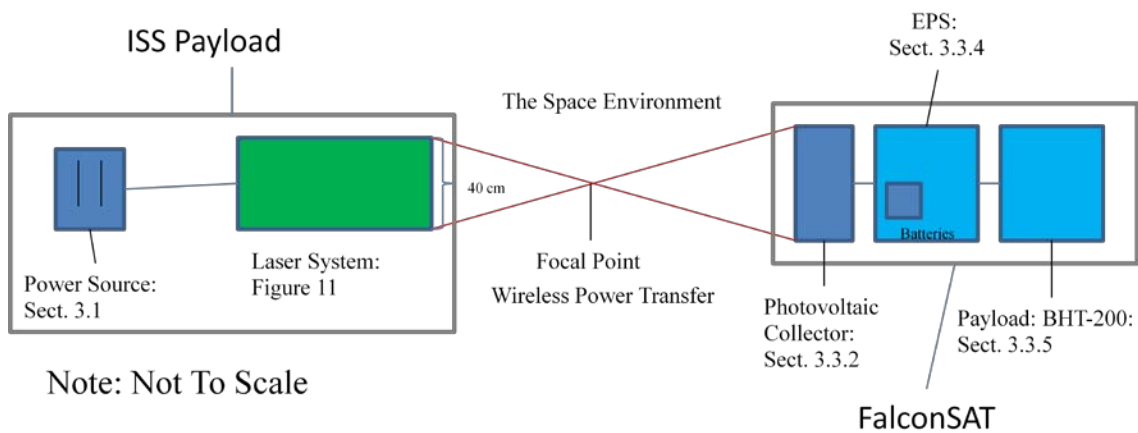 ISS Payload
EPS:
Sect. 3.3.4
The Space Environment
40 cm
Batteries
Power Source:
Sect. 3.1
Laser System:
Figure 11
Focal Point
Wireless Power Transfer
Photovoltaic
Collector:
Sect. 3.3.2
Payload: BHT-200:
Sect. 3.3.5
Note: Not To Scale
FalconSAT